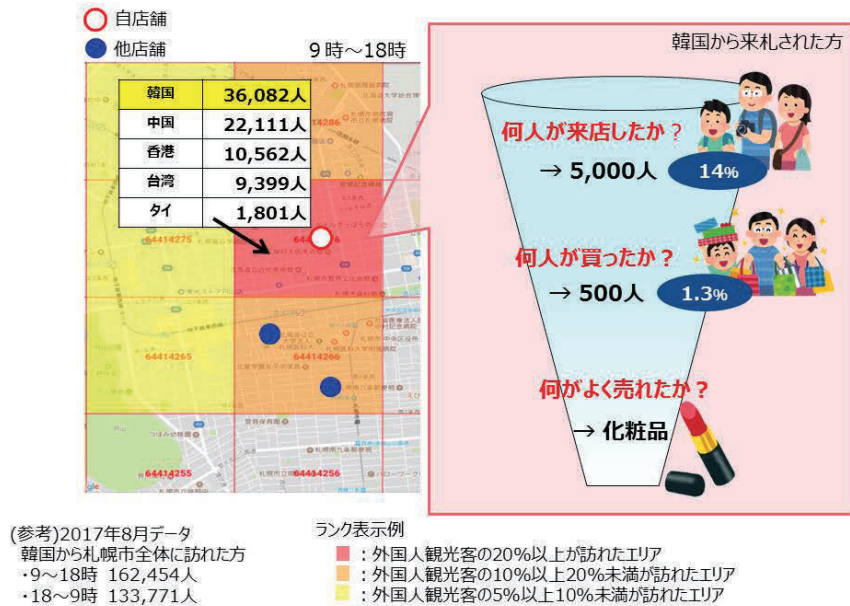 自店舗
他店舗
9時～18時
韓国 36,082人
中国 22,111人
香港 10,562人
台湾 9,399人
タイ 1,801人
64414275
64414265
64414266
64414255
64414256
韓国から来札された方
何人が来店したか？
→ 5,000人
14%
何人が買ったか？
→ 500人
1.3%
何がよく売れたか？
→ 化粧品
(参考)2017年8月データ
韓国から札幌市全体に訪れた方
・9～18時 162,454人
・18～9時 133,771人
ランク表示例
：外国人観光客の20%以上が訪れたエリア
：外国人観光客の10%以上20%未満が訪れたエリア
：外国人観光客の5%以上10%未満が訪れたエリア